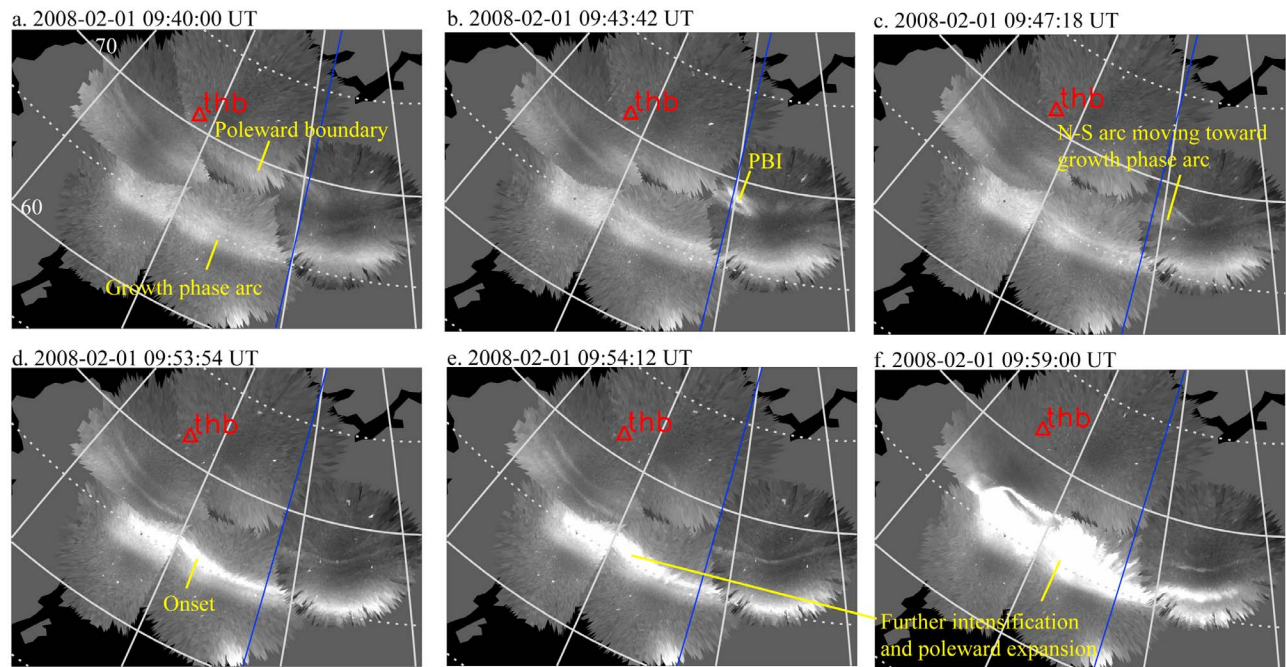 a. 2008-02-01 09:40:00 UT
70
thb
Poleward boundary
60
Growth phase arc
b. 2008-02-01 09:43:42 UT
thb
PBI
c. 2008-02-01 09:47:18 UT
thb
N-S arc moving toward
growth phase arc
d. 2008-02-01 09:53:54 UT
thb
Onset
e. 2008-02-01 09:54:12 UT
thb
f. 2008-02-01 09:59:00 UT
thb
Further intensification
and poleward expansion